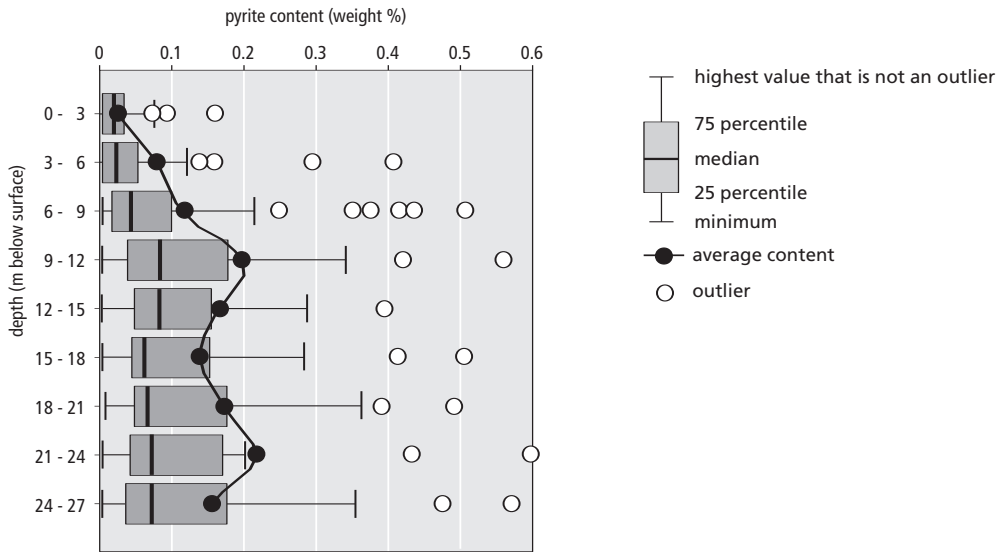 pyrite content (weight %)
0 0.1 0.2 0.3 0.4 0.5 0.6
depth (m below surface)
0 - 3
3 - 6
6 - 9
9 - 12
12 - 15
15 - 18
18 - 21
21 - 24
24 - 27
highest value that is not an outlier
75 percentile
median
25 percentile
minimum
average content
outlier